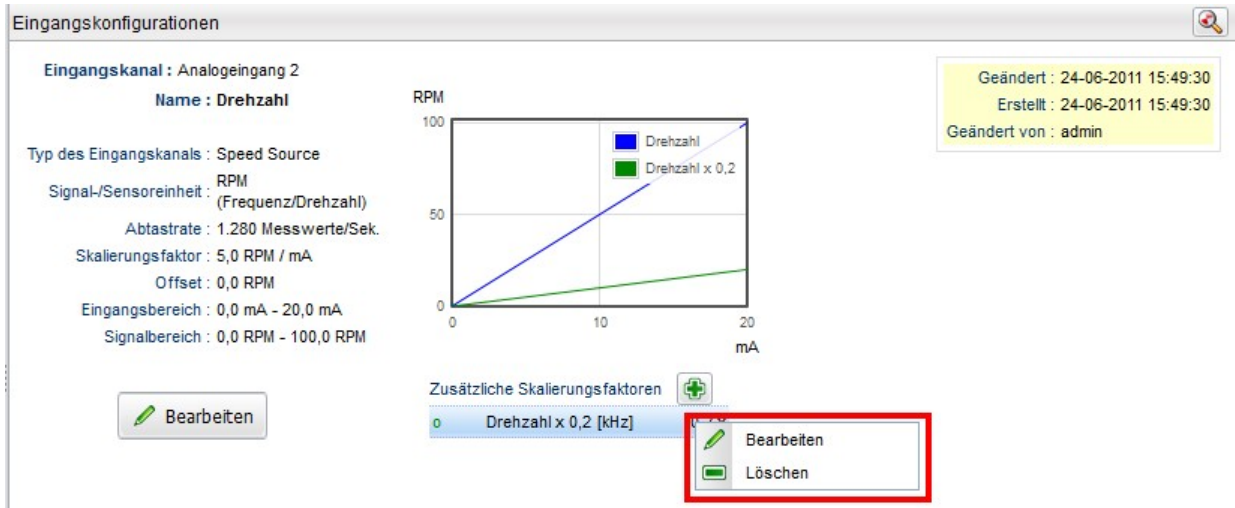 Eingangskonfigurationen
Eingangskanal : Analogeingang 2
Name : Drehzahl
Typ des Eingangskanals : Speed Source
Signal-/Sensoreinheit : RPM
(Frequenz/Drehzahl)
Abtastrate : 1.280 Messwerte/Sek.
Skalierungsfaktor : 5,0 RPM / mA
Offset : 0,0 RPM
Eingangsbereich : 0,0 mA - 20,0 mA
Signalbereich : 0,0 RPM - 100,0 RPM
Bearbeiten
RPM
100
50
0
0 10 20
mA
Drehzahl
Drehzahl x 0,2
Zusätzliche Skalierungsfaktoren
o Drehzahl x 0,2 [kHz]
Bearbeiten
Löschen
Geändert : 24-06-2011 15:49:30
Erstellt : 24-06-2011 15:49:30
Geändert von : admin